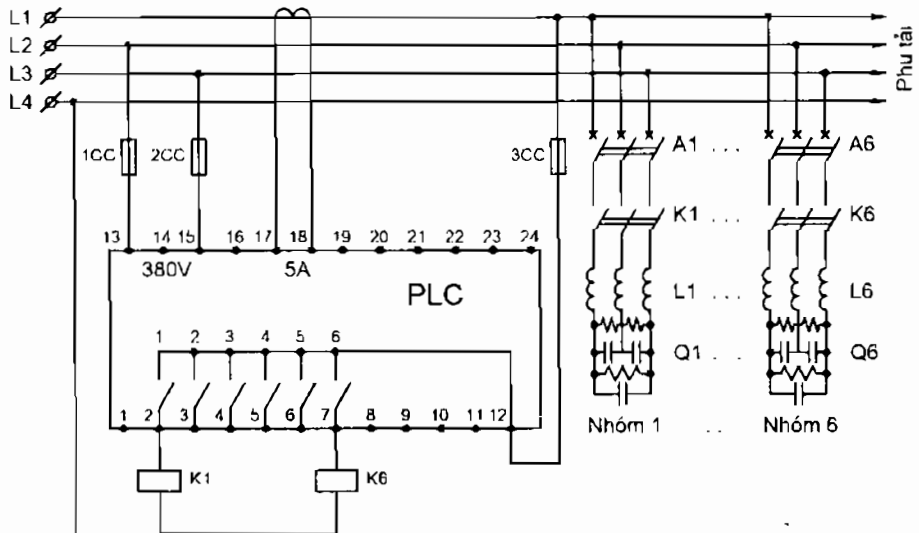 L1
L2
L3
L4
Phụ tải
1CC
2CC
3CC
A1 . . . A6
K1 . . . K6
13 14 15 16 17 18 19 20 21 22 23 24
380V
5A
PLC
L1 . . . L6
1 2 3 4 5 6
Q1 . . . Q6
1 2 3 4 5 6 7 8 9 10 11 12
Nhóm 1 . . Nhóm 6
K1
K6